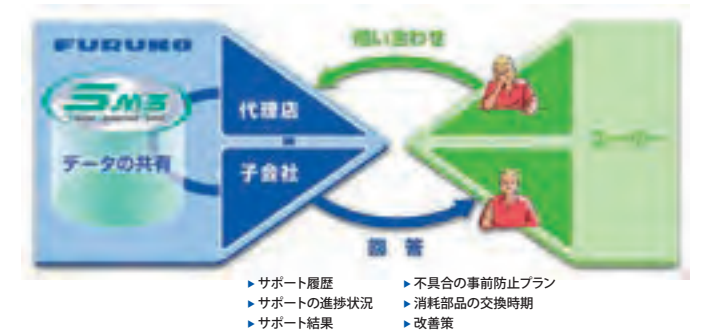 FURUNO
問い合わせ
SMS
代理店
データの共有
子会社
ユーザー
回答
▶サポート履歴
▶サポートの進捗状況
▶サポート結果
▶不具合の事前防止プラン
▶消耗部品の交換時期
▶改善策